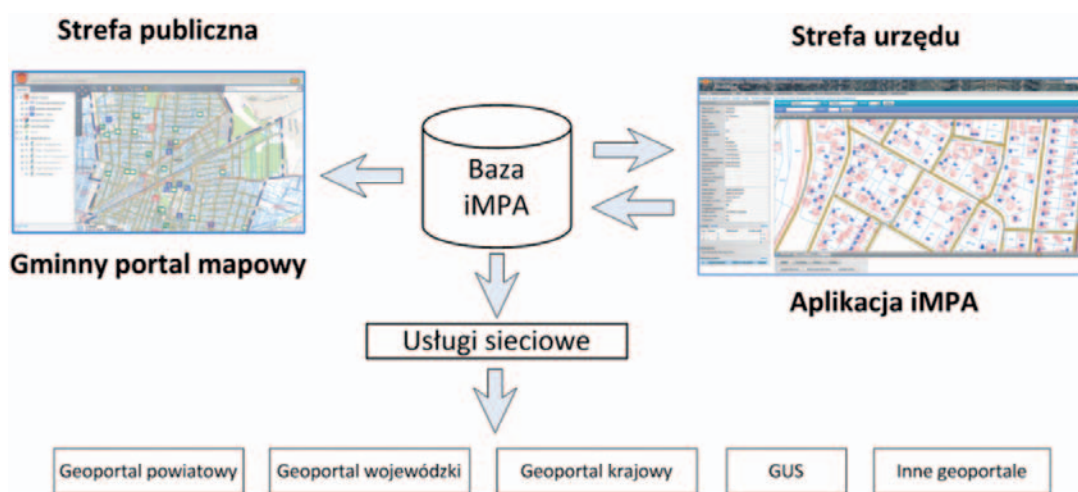 Strefa publiczna
Strefa urzędu
Baza
iMPA
Gminny portal mapowy
Aplikacja iMPA
Usługi sieciowe
Geoportal powiatowy
Geoportal wojewódzki
Geoportal krajowy
GUS
Inne geoportale